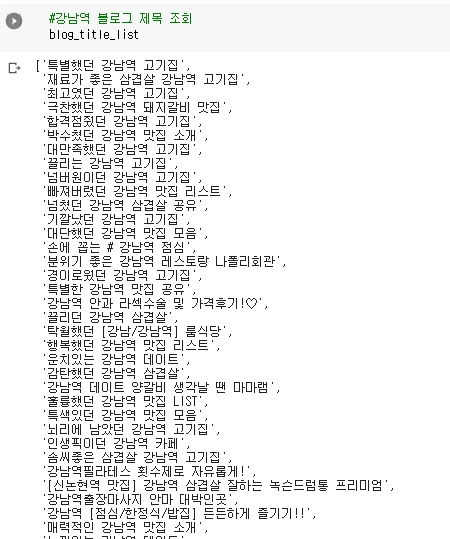 #강남역 블로그 제목 조회
blog_title_list
['특별했던 강남역 고기집',
'재료가 좋은 삼겹살 강남역 고기집',
'최고였던 강남역 고기집',
'극찬했던 강남역 돼지갈비 맛집',
'합격점줬던 강남역 고기집',
'박수쳤던 강남역 맛집 소개',
'대만족했던 강남역 고기집',
'끌리는 강남역 고기집',
'넘버원이던 강남역 고기집',
'빠져버렸던 강남역 맛집 리스트',
'넘쳤던 강남역 삼겹살 공유',
'기깔났던 강남역 고기집',
'대단했던 강남역 맛집 모음',
'손에 꼽는 # 강남역 점심',
'분위기 좋은 강남역 레스토랑 나폴리회관',
'경이로웠던 강남역 고기집',
'특별한 강남역 맛집 공유',
'강남역 안과 라섹수술 및 가격후기!♡',
'끌리던 강남역 삼겹살',
'탁월했던 [강남/강남역] 룸식당',
'행복했던 강남역 맛집 리스트',
'운치있는 강남역 데이트',
'감탄했던 강남역 삼겹살',
'강남역 데이트 양갈비 생각날 땐 마마램',
'훌륭했던 강남역 맛집 LIST',
'특색있던 강남역 맛집 모음',
'뇌리에 남았던 강남역 고기집',
'인생픽이던 강남역 카페',
'솜씨좋은 삼겹살 강남역 고기집',
'강남역필라테스 횟수제로 자유롭게!',
'[신논현역 맛집] 강남역 삼겹살 잘하는 녹슨드럼통 프리미엄',
'강남역출장마사지 안마 대박인곳',
'강남역 [점심/한정식/밥집] 든든하게 즐기기!!',
'매력적인 강남역 맛집 소개',